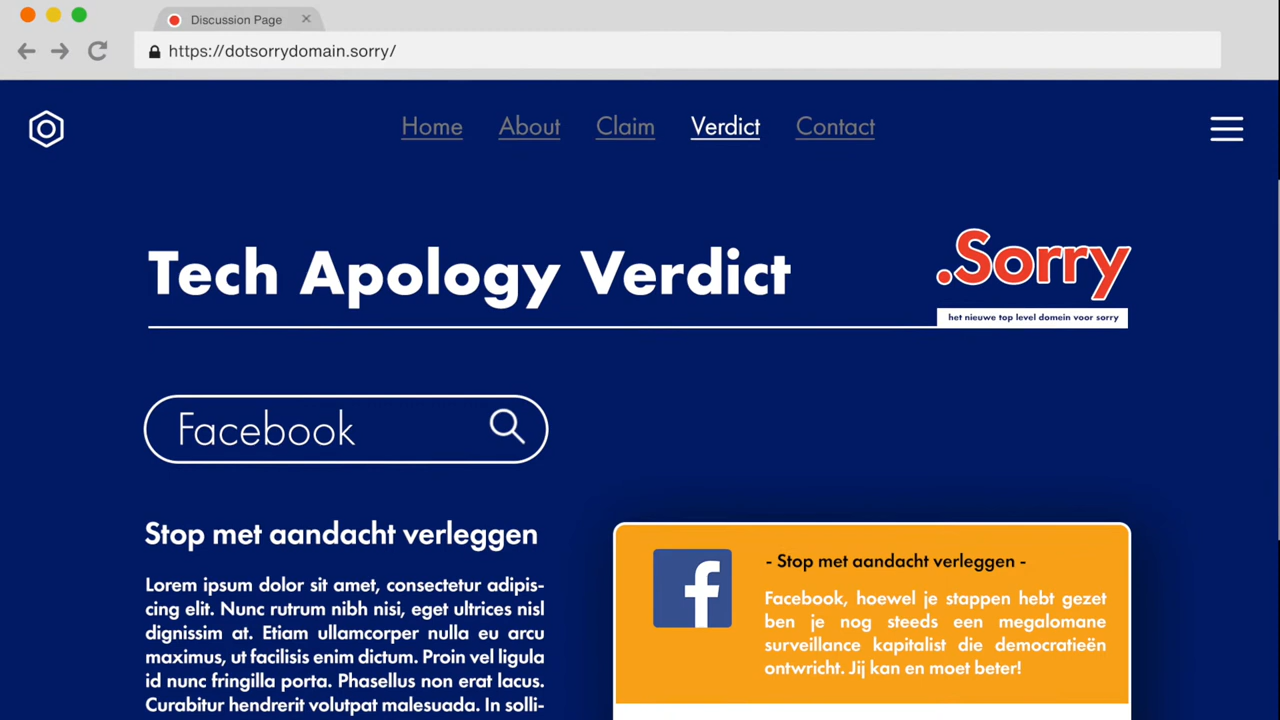 Discussion Page
https://dotsorrydomain.sorry/
Home About Claim Verdict Contact
Tech Apology Verdict
.Sorry
het nieuwe top level domein voor sorry
Facebook
Stop met aandacht verleggen
Lorem ipsum dolor sit amet, consectetur adipis-
cing elit. Nunc rutrum nibh nisi, eget ultrices nisl
dignissim at. Etiam ullamcorper nulla eu arcu
maximus, ut facilisis enim dictum. Proin vel ligula
id nunc fringilla porta. Phasellus non erat lacus.
Curabitur hendrerit volutpat malesuada. In solli-
f
- Stop met aandacht verleggen -
Facebook, hoewel je stappen hebt gezet
ben je nog steeds een megalomane
surveillance kapitalist die democratieën
ontwricht. Jij kan en moet beter!